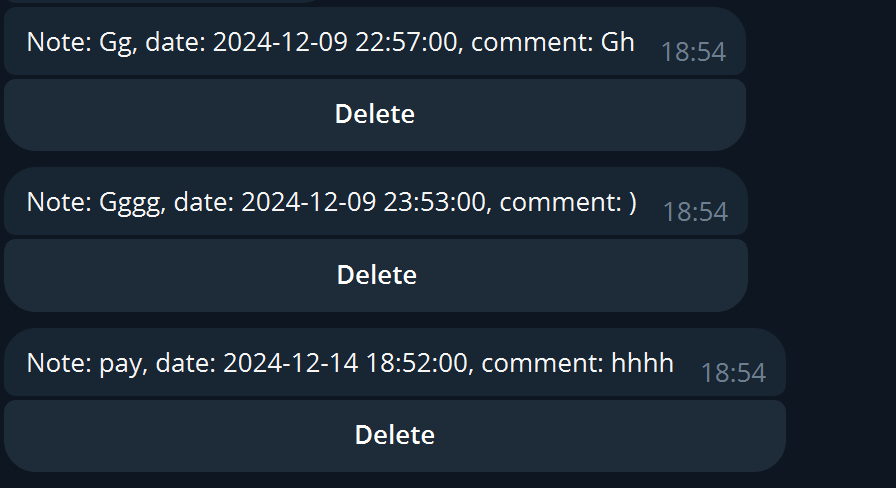 Note: Gg, date: 2024-12-09 22:57:00, comment: Gh 18:54
Delete
Note: Gggg, date: 2024-12-09 23:53:00, comment: ) 18:54
Delete
Note: pay, date: 2024-12-14 18:52:00, comment: hhhh 18:54
Delete